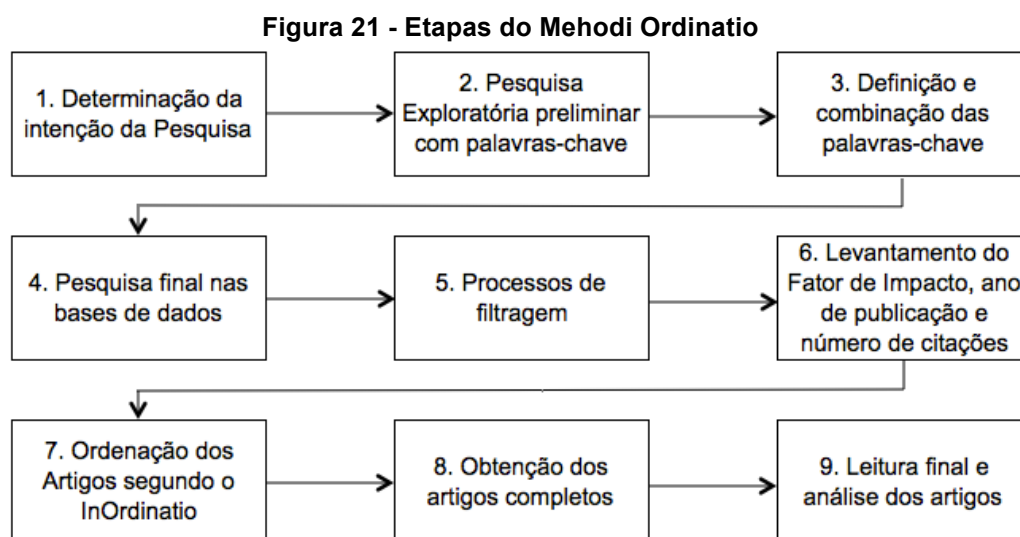 Figura 21 - Etapas do Mehodi Ordinatio
1. Determinação da
intenção da Pesquisa
2. Pesquisa
Exploratória preliminar
com palavras-chave
3. Definição e
combinação das
palavras-chave
4. Pesquisa final nas
bases de dados
5. Processos de
filtragem
6. Levantamento do
Fator de Impacto, ano
de publicação e
número de citações
7. Ordenação dos
Artigos segundo o
InOrdinatio
8. Obtenção dos
artigos completos
9. Leitura final e
análise dos artigos